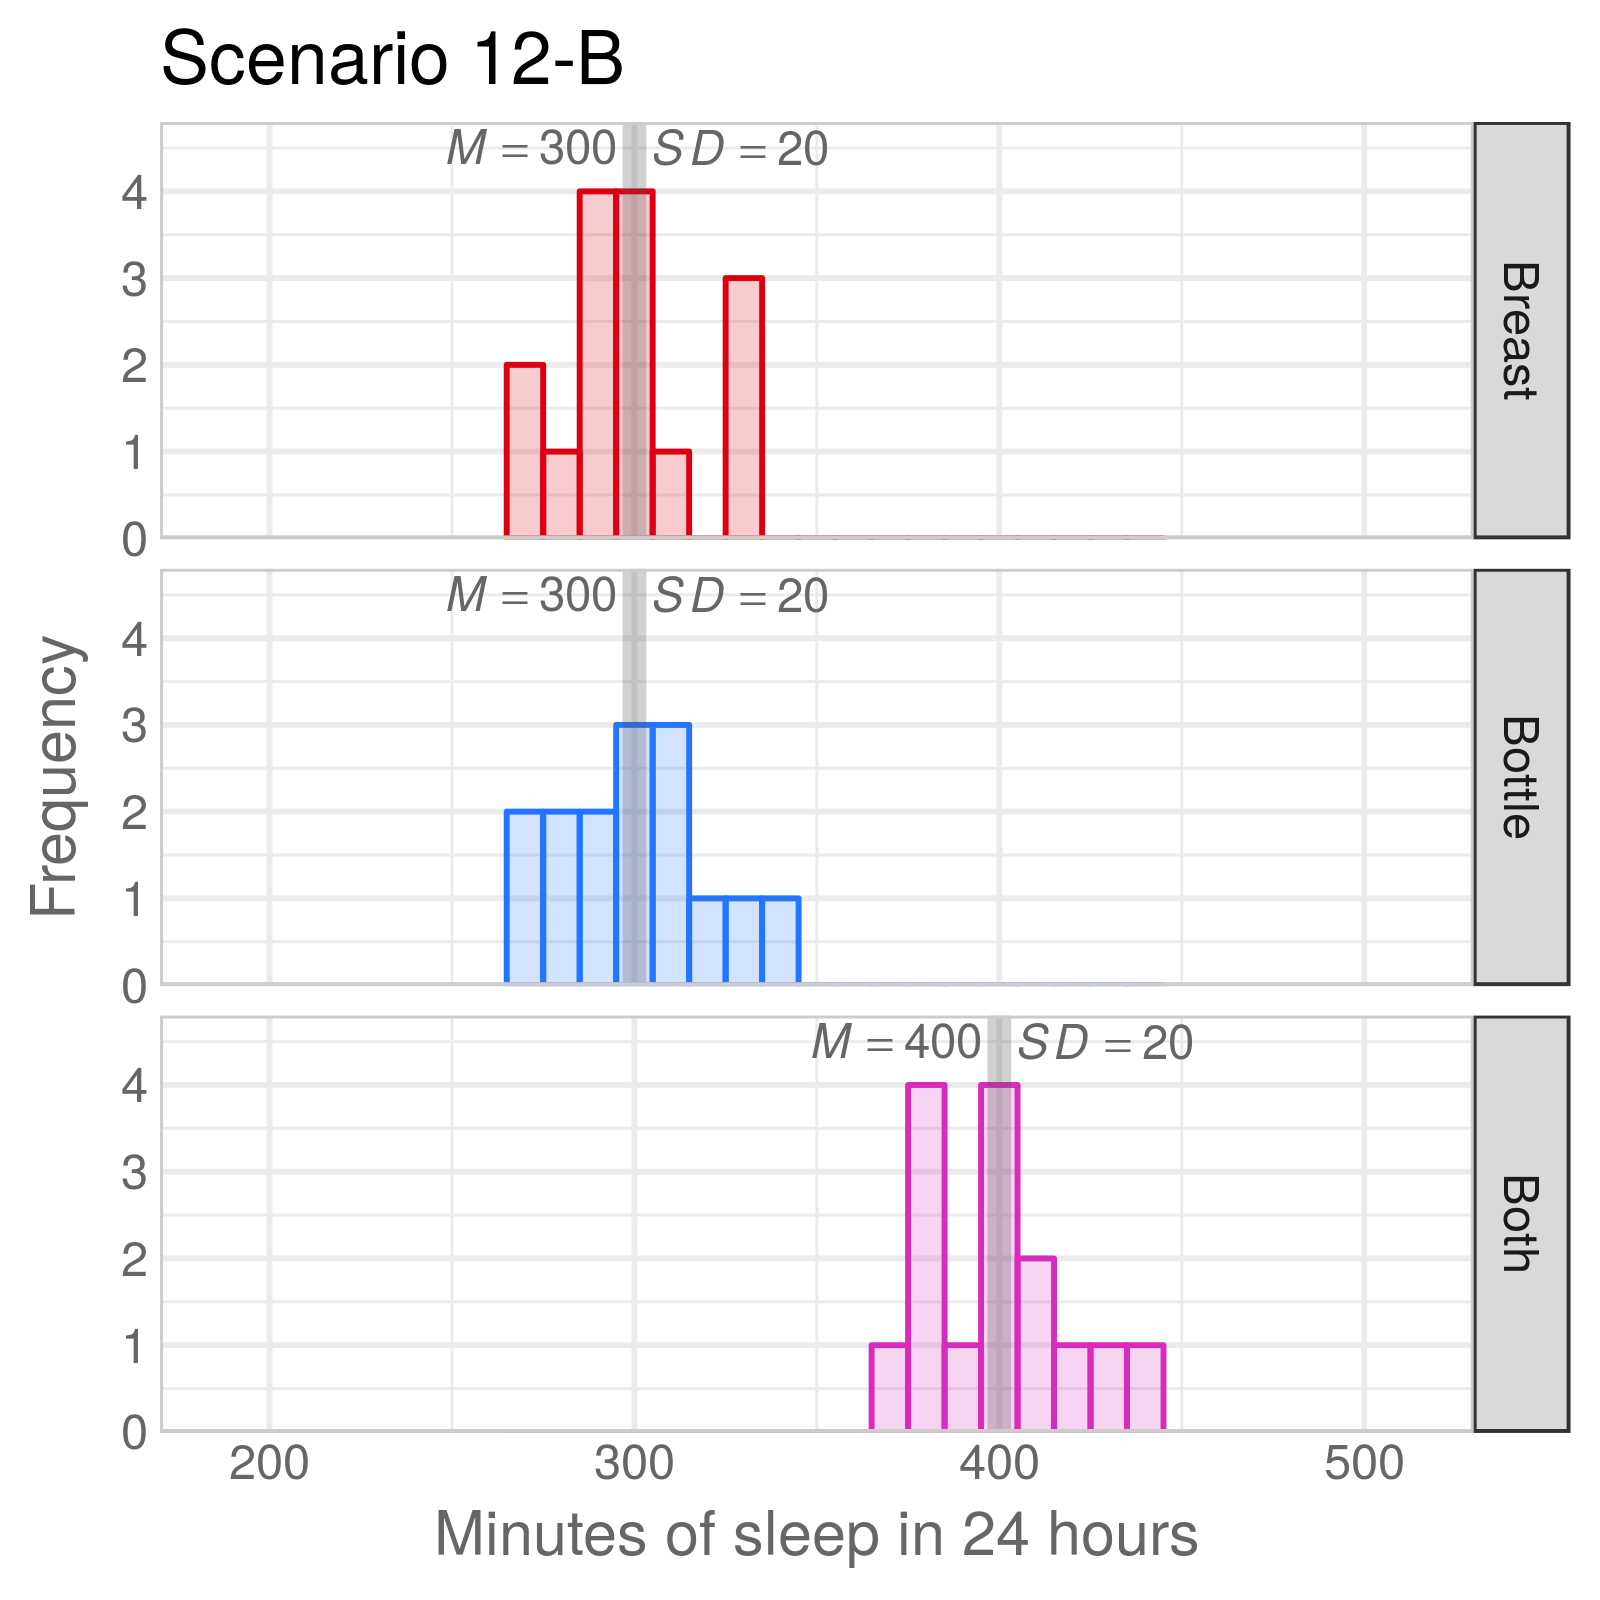 Scenario 12-B
M = 300 SD = 20
4
3
2
1
0
Breast
M = 300 SD = 20
4
3
2
1
0
Bottle
M = 400 SD = 20
4
3
2
1
0
Both
200 300 400 500
Minutes of sleep in 24 hours
Frequency